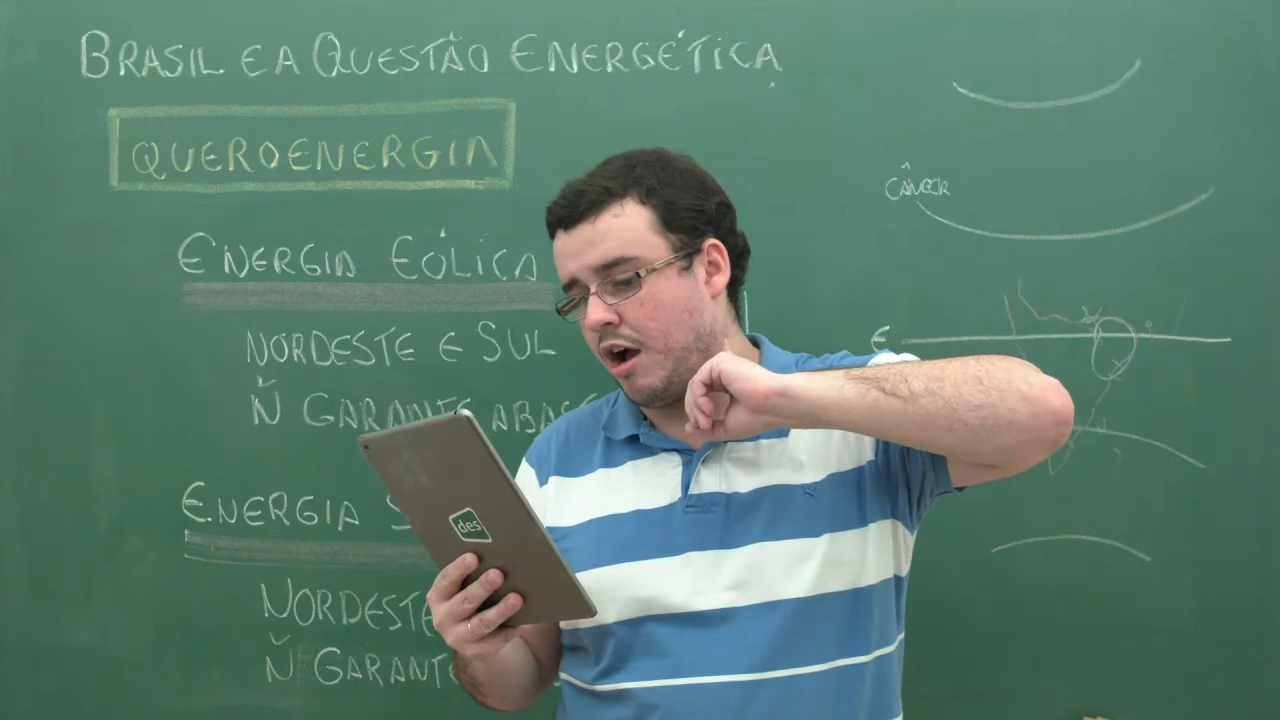 BRASIL E A QUESTÃO ENERGÉTICA
QUEROENERGIA
ENERGIA EÓLICA
NORDESTE E SUL
Ñ GARANTE
ENERGIA
NORDESTE
Ñ
des
CÂNCER
E